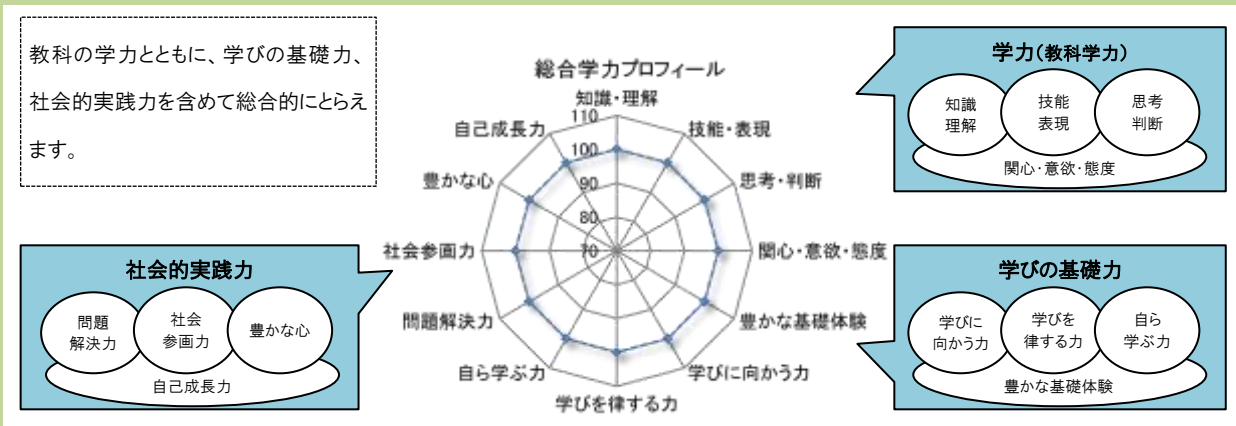 教科の学力とともに、学びの基礎力、
社会的実践力を含めて総合的にとらえ
ます。
総合学力プロフィール
知識・理解
技能・表現
思考・判断
関心・意欲・態度
豊かな基礎体験
学びに向かう力
学びを律する力
自ら学ぶ力
問題解決力
社会参画力
豊かな心
自己成長力
110
100
90
80
70
学力(教科学力)
知識
理解
技能
表現
思考
判断
関心・意欲・態度
社会的実践力
問題
解決力
社会
参画力
豊かな心
自己成長力
学びの基礎力
学びに
向かう力
学びを
律する力
自ら
学ぶ力
豊かな基礎体験